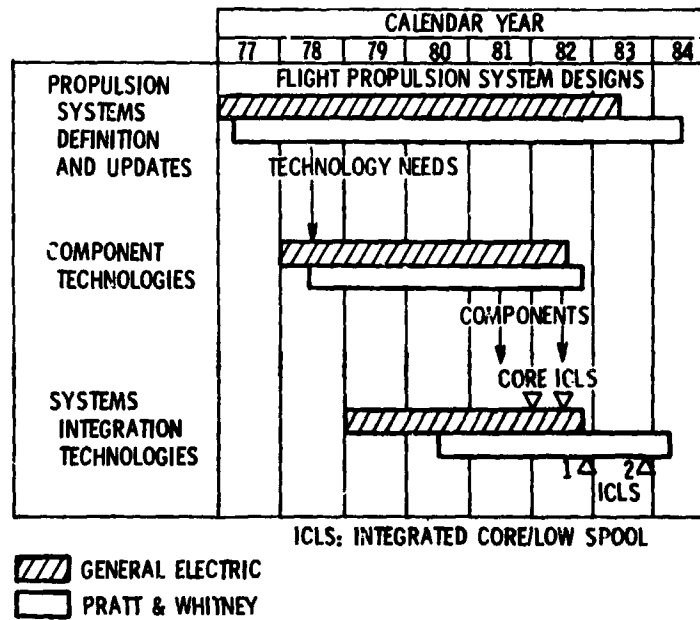 CALENDAR YEAR
77 78 79 80 81 82 83 84
PROPULSION
SYSTEMS
DEFINITION
AND UPDATES
FLIGHT PROPULSION SYSTEM DESIGNS
TECHNOLOGY NEEDS
COMPONENT
TECHNOLOGIES
COMPONENTS
CORE ICLS
SYSTEMS
INTEGRATION
TECHNOLOGIES
1 2
ICLS
ICLS: INTEGRATED CORE/LOW SPOOL
GENERAL ELECTRIC
PRATT & WHITNEY